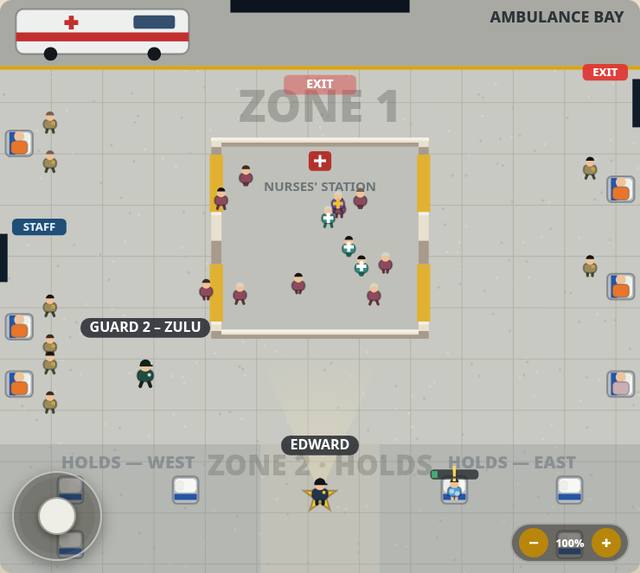 AMBULANCE BAY
EXIT
EXIT
ZONE 1
NURSES' STATION
STAFF
GUARD 2 – ZULU
EDWARD
HOLDS — WEST
ZONE 2 · HOLDS
HOLDS — EAST
− 100% +